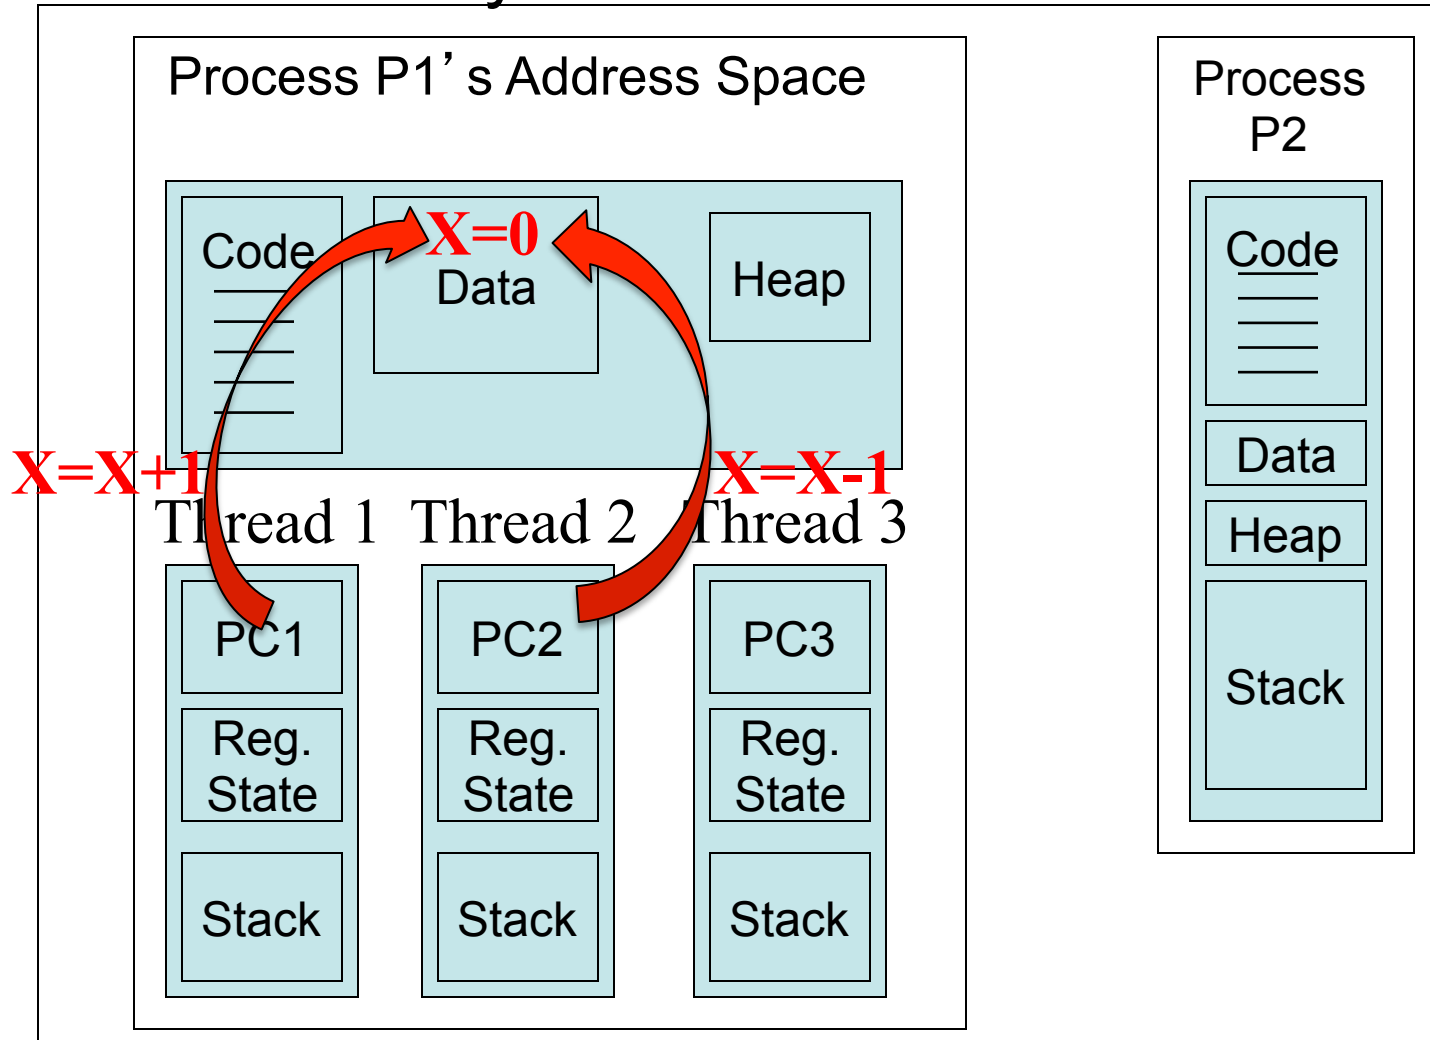 Process P1's Address Space
Code
X=0
Data
Heap
X=X+1
X=X-1
Thread 1
Thread 2
Thread 3
PC1
PC2
PC3
Reg.
State
Reg.
State
Reg.
State
Stack
Stack
Stack
Process
P2
Code
Data
Heap
Stack